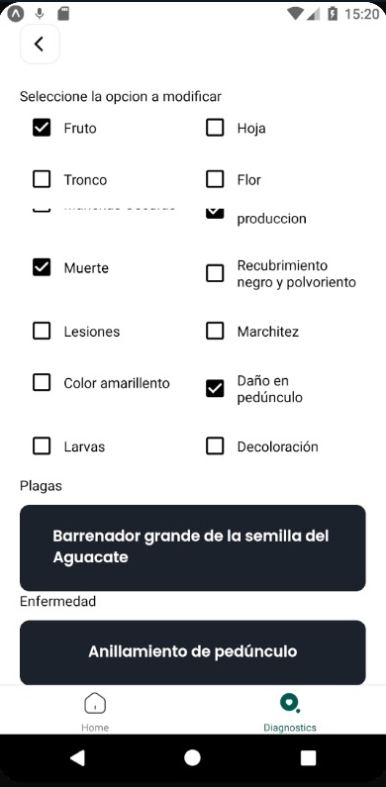 15:20
Seleccione la opcion a modificar
Fruto
Hoja
Tronco
Flor
produccion
Muerte
Recubrimiento
negro y polvoriento
Lesiones
Marchitez
Color amarillento
Daño en
pedúnculo
Larvas
Decoloración
Plagas
Barrenador grande de la semilla del
Aguacate
Enfermedad
Anillamiento de pedúnculo
Home
Diagnostics